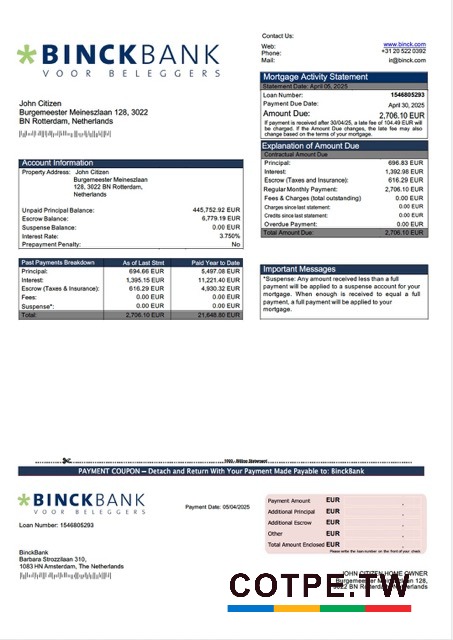 Contact Us:
BINCKBANK
VOOR BELEGGERS
Web: www.binck.com
Phone: +31 20 522 0392
Mail: ir@binck.com
Mortgage Activity Statement
Statement Date: April 05, 2025
Loan Number: 1546805293
Payment Due Date: April 30, 2025
Amount Due: 2,706.10 EUR
If payment is received after 30/04/25, a late fee of 104.49 EUR will
be charged. If the Amount Due changes, the late fee may also
change based on the terms of your mortgage.
John Citizen
Burgemeester Meineszlaan 128, 3022
BN Rotterdam, Netherlands
Explanation of Amount Due
Contractual Amount Due
Principal: 696.83 EUR
Interest: 1,392.98 EUR
Escrow (Taxes and Insurance): 616.29 EUR
Regular Monthly Payment: 2,706.10 EUR
Fees & Charges (total outstanding) 0.00 EUR
Charges since last statement: 0.00 EUR
Credits since last statement: 0.00 EUR
Overdue Payment: 0.00 EUR
Total Amount Due: 2,706.10 EUR
Account Information
Property Address: John Citizen
Burgemeester Meineszlaan
128, 3022 BN Rotterdam,
Netherlands
Unpaid Principal Balance: 445,752.92 EUR
Escrow Balance: 6,779.19 EUR
Suspense Balance: 0.00 EUR
Interest Rate: 3.750%
Prepayment Penalty: No
Past Payments Breakdown As of Last Stmt Paid Year to Date
Principal: 694.66 EUR 5,497.08 EUR
Interest: 1,395.15 EUR 11,221.40 EUR
Escrow (Taxes & Insurance): 616.29 EUR 4,930.32 EUR
Fees: 0.00 EUR 0.00 EUR
Suspense*: 0.00 EUR 0.00 EUR
Total: 2,706.10 EUR 21,648.80 EUR
Important Messages
*Suspense: Any amount received less than a full
payment will be applied to a suspense account for your
mortgage. When enough is received to equal a full
payment, a full payment will be applied to your
mortgage.
PAYMENT COUPON – Detach and Return With Your Payment Made Payable to: BinckBank
BINCKBANK
VOOR BELEGGERS
Payment Date: 05/04/2025
Loan Number: 1546805293
Payment Amount EUR
Additional Principal EUR
Additional Escrow EUR
Other EUR
Total Amount Enclosed EUR
Please write the loan number on the front of your check.
BinckBank
Barbara Strozzilaan 310,
1083 HN Amsterdam, The Netherlands
JOHN CITIZEN HOME OWNER
Burgemeester Meineszlaan 128,
3022 BN Rotterdam, Netherlands
COTPE.TW